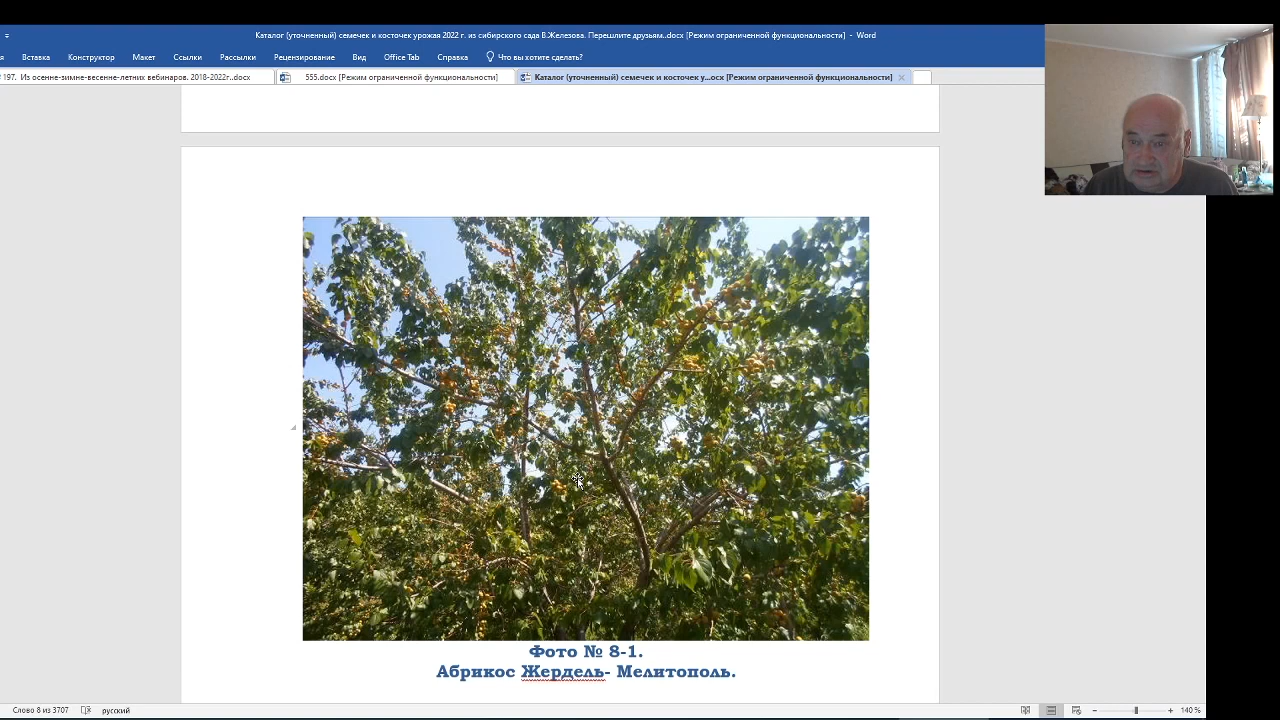 Каталог (уточненный) семечек и косточек урожая 2022 г. из сибирского сада В.Железова. Перешлите друзьям..docx [Режим ограниченной функциональности] - Word
Вставка Конструктор Макет Ссылки Рассылки Рецензирование Вид Office Tab Справка Что вы хотите сделать?
197. Из осенне-зимне-весенне-летних вебинаров. 2018-2022г..docx 555.docx [Режим ограниченной функциональности] Каталог (уточненный) семечек и косточек у...осх [Режим ограниченной функциональности]
Фото № 8-1.
Абрикос Жердель- Мелитополь.
Слово 8 из 3707 русский 140 %